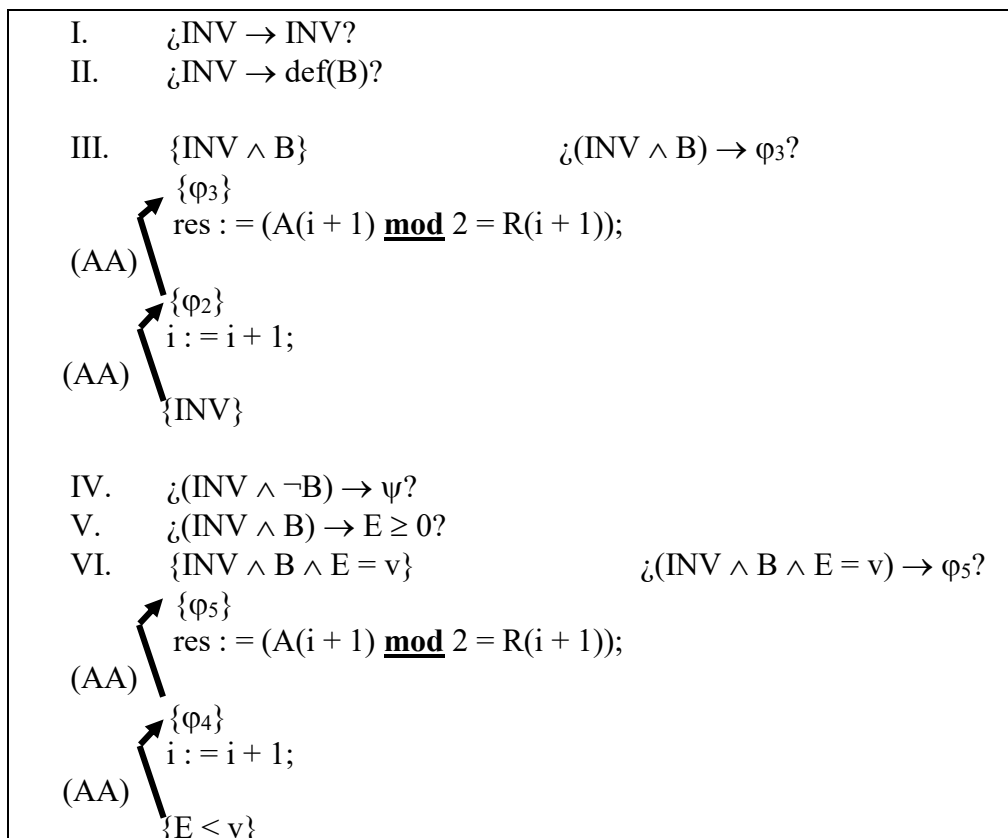 I. ¿INV → INV?
II. ¿INV → def(B)?
III. {INV ∧ B} ¿(INV ∧ B) → φ₃?
{φ₃}
res : = (A(i + 1) mod 2 = R(i + 1));
(AA)
{φ₂}
i : = i + 1;
(AA)
{INV}
IV. ¿(INV ∧ ¬B) → ψ?
V. ¿(INV ∧ B) → E ≥ 0?
VI. {INV ∧ B ∧ E = v} ¿(INV ∧ B ∧ E = v) → φ₅?
{φ₅}
res : = (A(i + 1) mod 2 = R(i + 1));
(AA)
{φ₄}
i : = i + 1;
(AA)
{E < v}